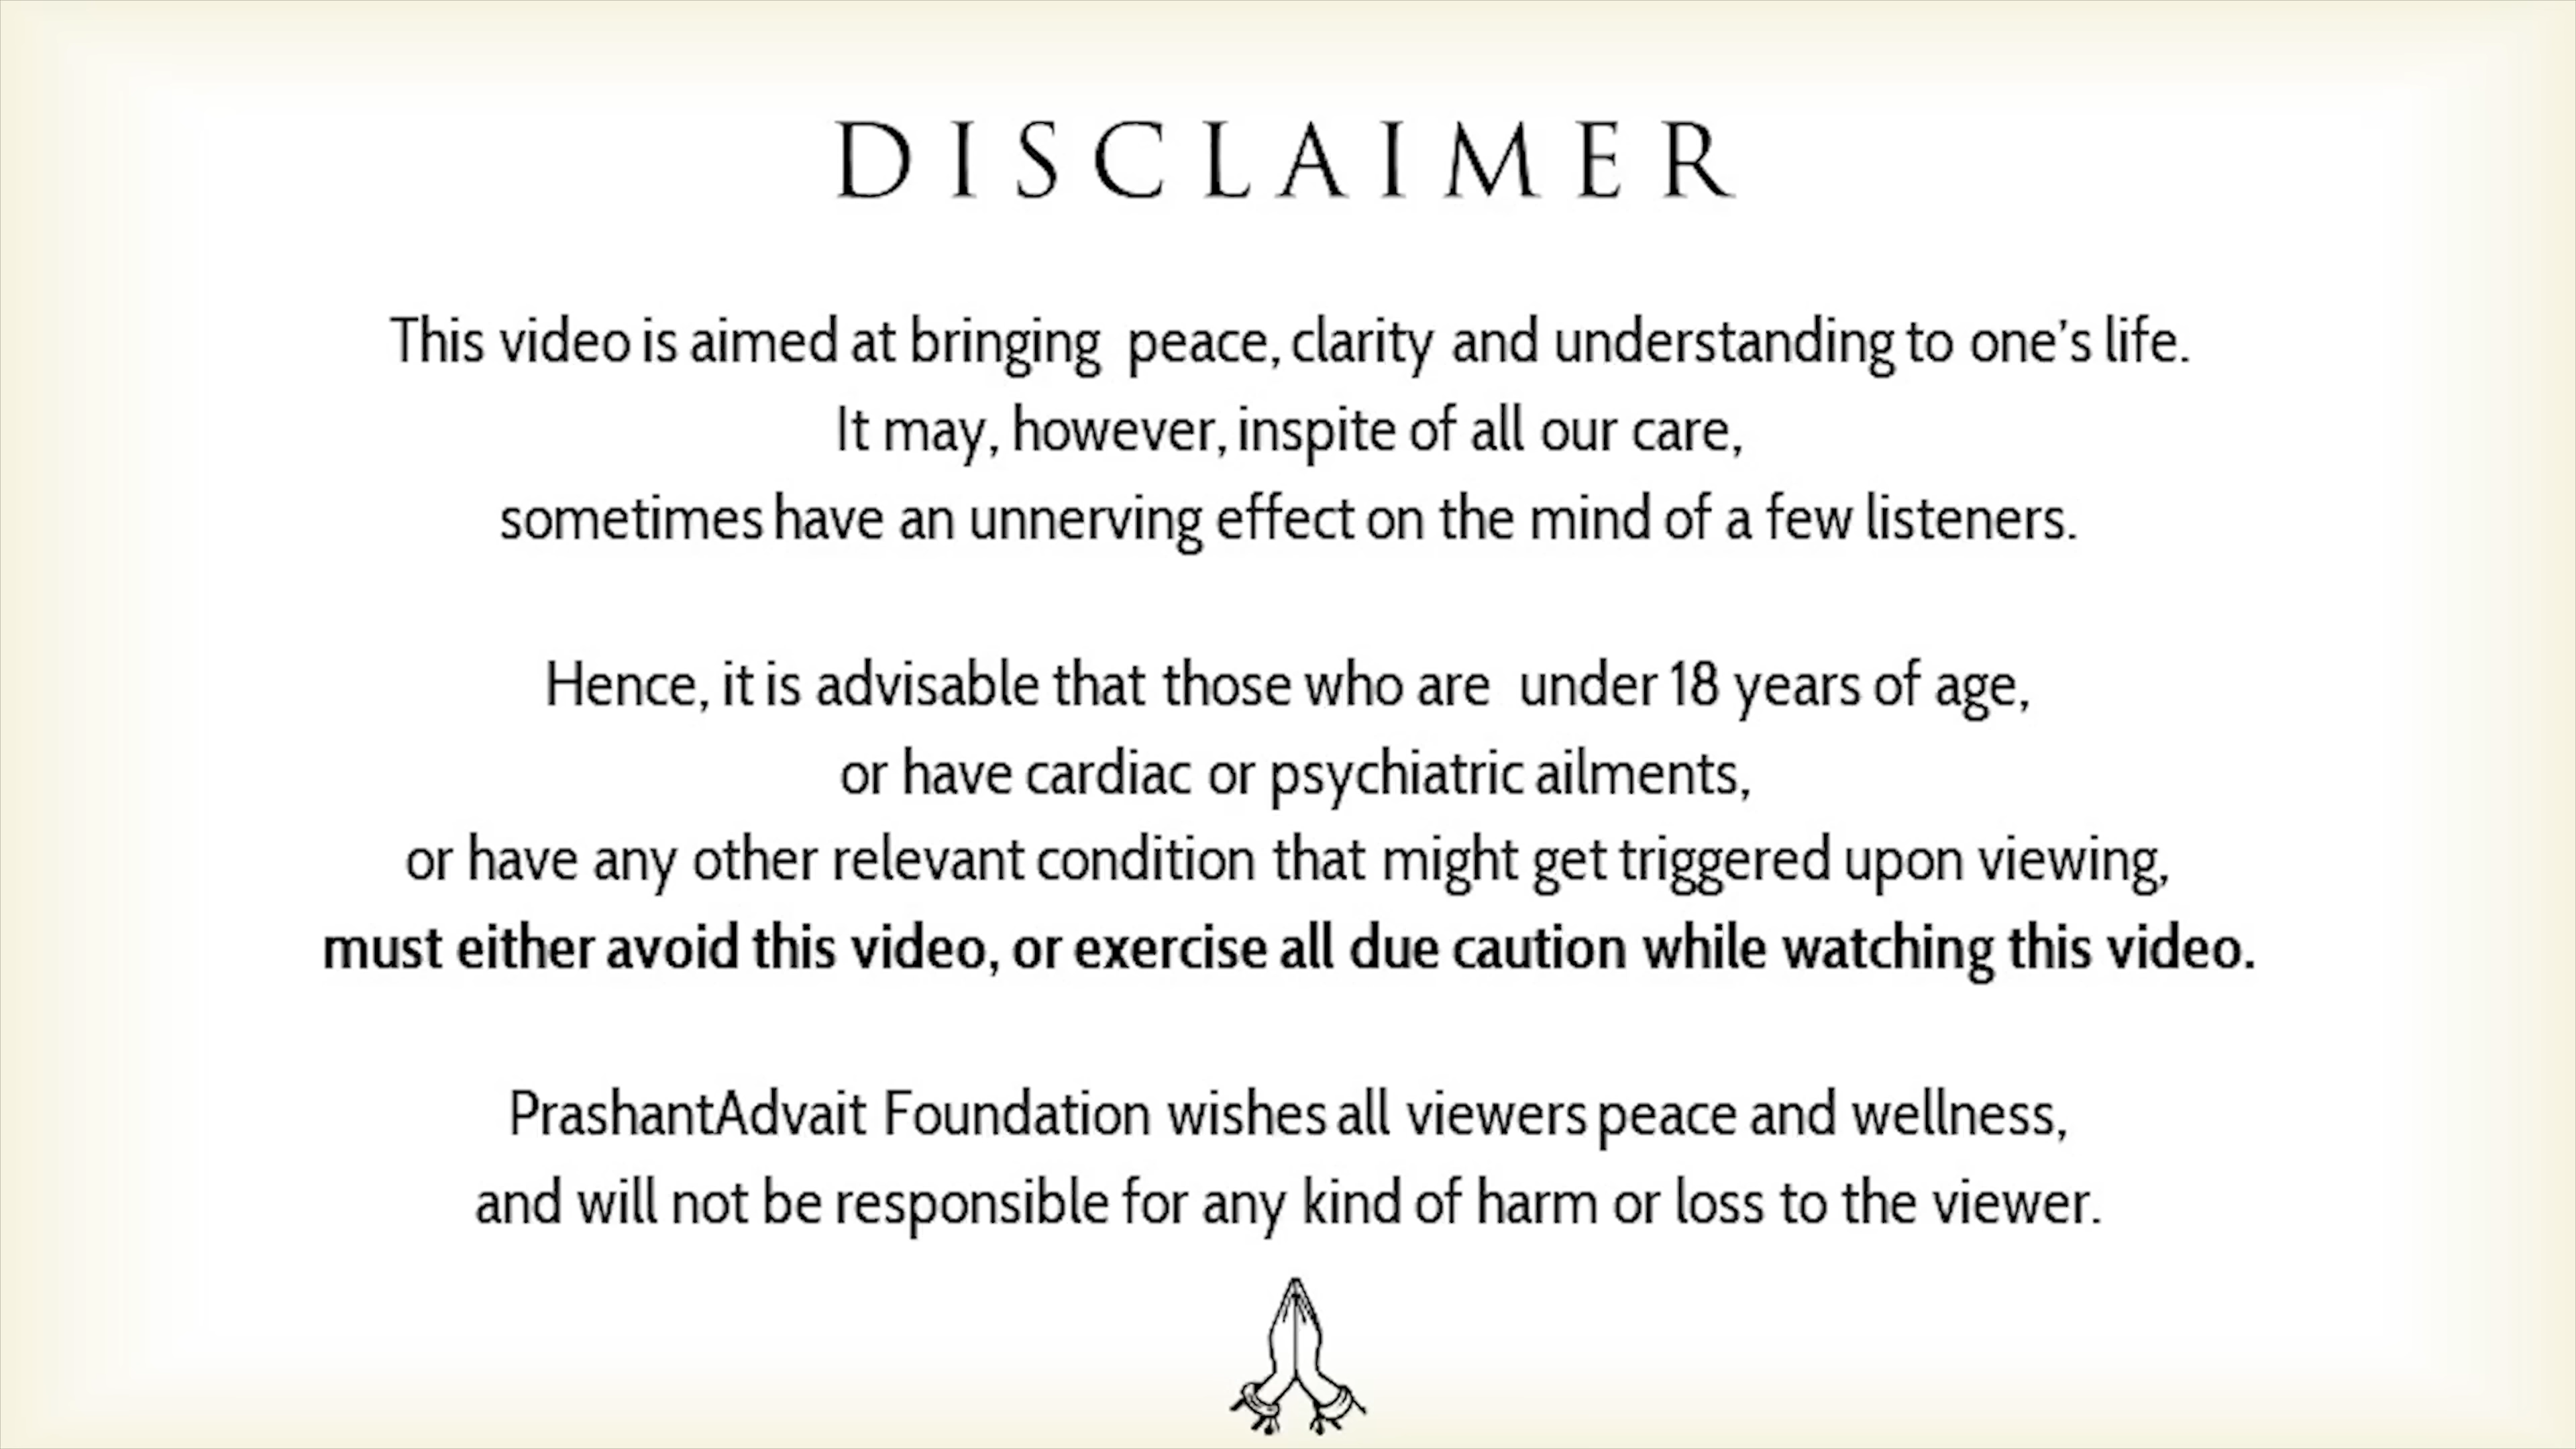 DISCLAIMER
This video is aimed at bringing peace, clarity and understanding to one's life.
It may, however, inspite of all our care,
sometimes have an unnerving effect on the mind of a few listeners.
Hence, it is advisable that those who are under 18 years of age,
or have cardiac or psychiatric ailments,
or have any other relevant condition that might get triggered upon viewing,
must either avoid this video, or exercise all due caution while watching this video.
PrashantAdvait Foundation wishes all viewers peace and wellness,
and will not be responsible for any kind of harm or loss to the viewer.